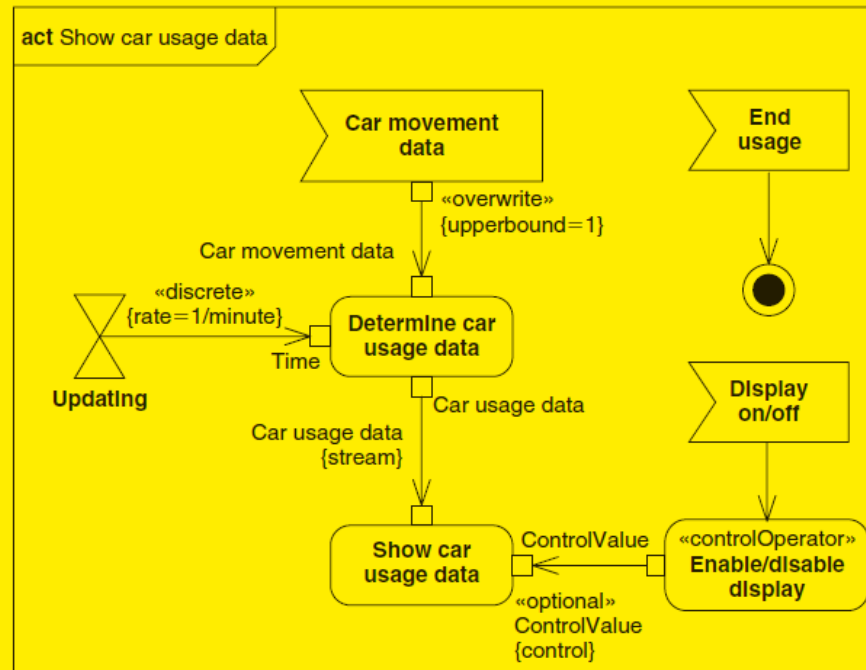 act Show car usage data
Car movement
data
End
usage
«overwrite»
{upperbound=1}
Car movement data
«discrete»
{rate=1/minute}
Time
Updating
Determine car
usage data
Car usage data
Car usage data
{stream}
Display
on/off
Show car
usage data
ControlValue
«optional»
ControlValue
{control}
«controlOperator»
Enable/disable
display